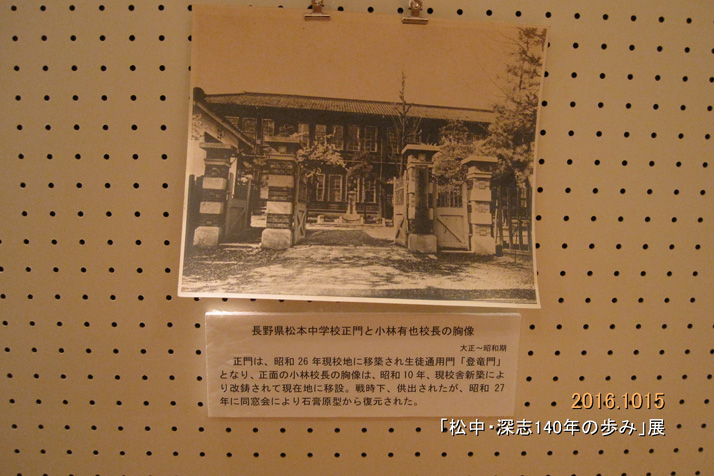 長野県松本中学校正門と小林有也校長の胸像
大正～昭和期
正門は、昭和26年現校地に移築され生徒通用門「登竜門」
となり、正面の小林校長の胸像は、昭和10年、現校舎新築によ
り改鋳されて現在地に移設。戦時下、供出されたが、昭和 27
年に同窓会により石膏原型から復元された。
2016.1015
「松中・深志140年の歩み」展